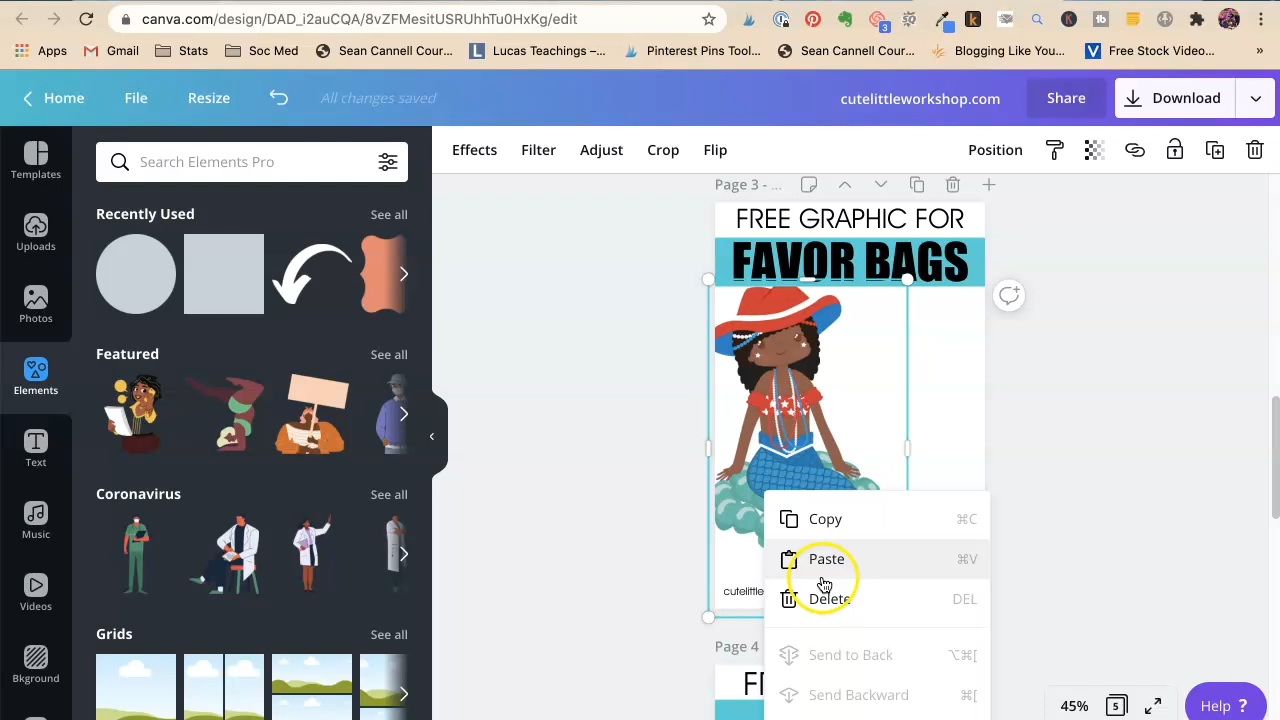 canva.com/design/DAD_i2auCQA/8vZFMesitUSRUhhTu0HxKg/edit
3
Apps
Gmail
Stats
Soc Med
Sean Cannell Cour...
Lucas Teachings –...
Pinterest Pins Tool...
Sean Cannell Cour...
Blogging Like You...
Free Stock Video...
»
Home
File
Resize
All changes saved
cutelittleworkshop.com
Share
Download
Templates
Uploads
Photos
Elements
Text
Music
Videos
Bkground
Search Elements Pro
Recently Used
See all
Featured
See all
Coronavirus
See all
Grids
See all
Effects
Filter
Adjust
Crop
Flip
Position
Page 3 - ...
FREE GRAPHIC FOR
FAVOR BAGS
cutelittle
Copy
⌘C
Paste
⌘V
Delete
DEL
Send to Back
⌥⌘[
Send Backward
⌘[
Page 4
45%
5
Help ?